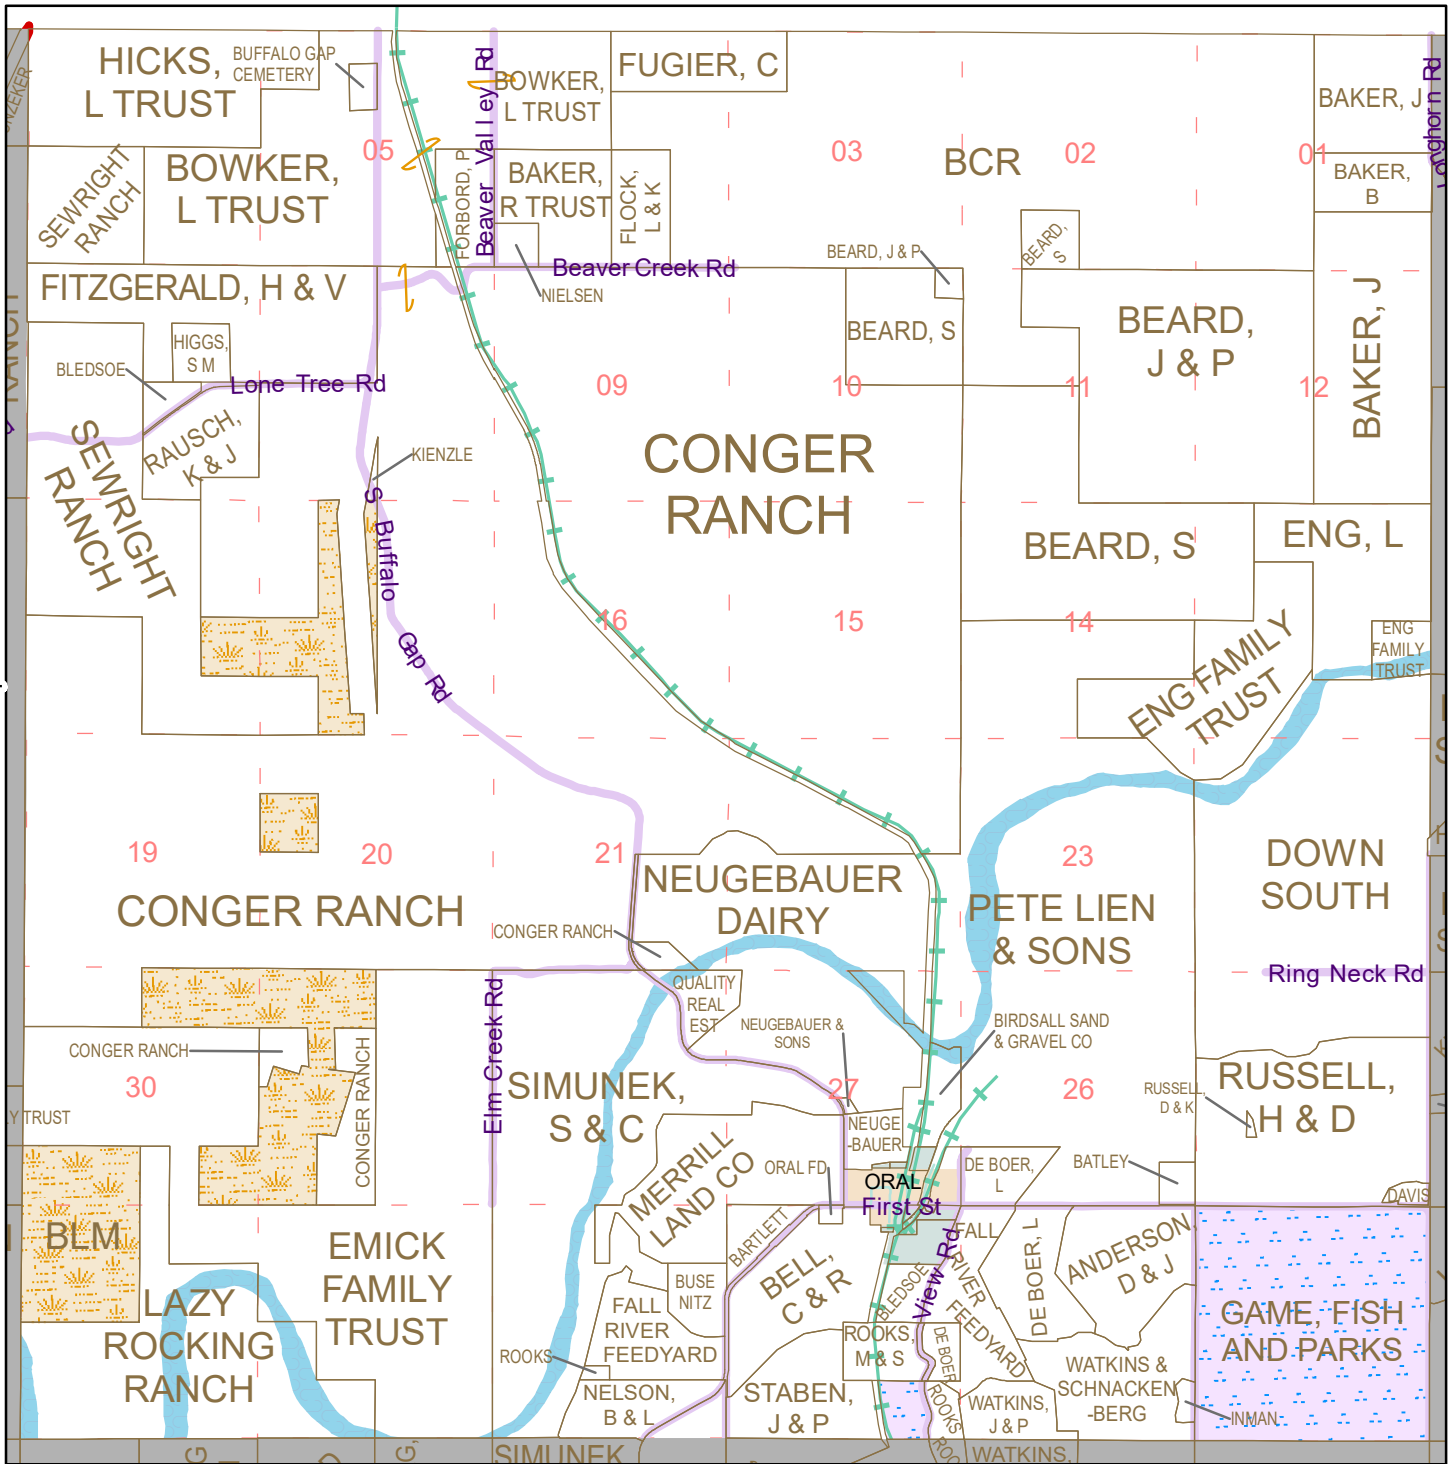 HICKS,
L TRUST
BUFFALO GAP
CEMETERY
Beaver Valley Rd
BOWKER,
L TRUST
FUGIER, C
BAKER, J
Longhorn Rd
05
03
02
01
BCR
SEWRIGHT
RANCH
BOWKER,
L TRUST
FORBORD, P
BAKER,
R TRUST
FLOCK,
L & K
BAKER,
B
BEARD, J & P
BEARD,
S
FITZGERALD, H & V
Beaver Creek Rd
NIELSEN
RANCH
HIGGS,
S M
BLEDSOE
Lone Tree Rd
BEARD, S
BEARD,
J & P
BAKER, J
09
10
11
12
RAUSCH,
K & J
SEWRIGHT
RANCH
KIENZLE
CONGER
RANCH
S Buffalo Gap Rd
BEARD, S
ENG, L
16
15
14
ENG FAMILY
TRUST
ENG
FAMILY
TRUST
19
20
21
23
DOWN
SOUTH
NEUGEBAUER
DAIRY
PETE LIEN
& SONS
CONGER RANCH
CONGER RANCH
Ring Neck Rd
QUALITY
REAL
EST
Elm Creek Rd
NEUGEBAUER &
SONS
BIRDSALL SAND
& GRAVEL CO
CONGER RANCH
CONGER RANCH
30
27
26
SIMUNEK,
S & C
RUSSELL,
D & K
RUSSELL,
H & D
Y TRUST
NEUGE
-BAUER
MERRILL
LAND CO
ORAL FD
ORAL
First St
DE BOER,
L
BATLEY
DAVIS
BLM
EMICK
FAMILY
TRUST
BARTLETT
BELL,
C & R
BLEDSOE
View Rd
FALL
RIVER
FEEDYARD
DE BOER, L
ANDERSON,
D & J
GAME, FISH
AND PARKS
LAZY
ROCKING
RANCH
BUSE
NITZ
FALL
RIVER
FEEDYARD
ROOKS
ROOKS,
M & S
DE BOER
NELSON,
B & L
STABEN,
J & P
ROOKS
WATKINS,
J & P
WATKINS &
SCHNACKEN
-BERG
INMAN
SIMUNEK
WATKINS,